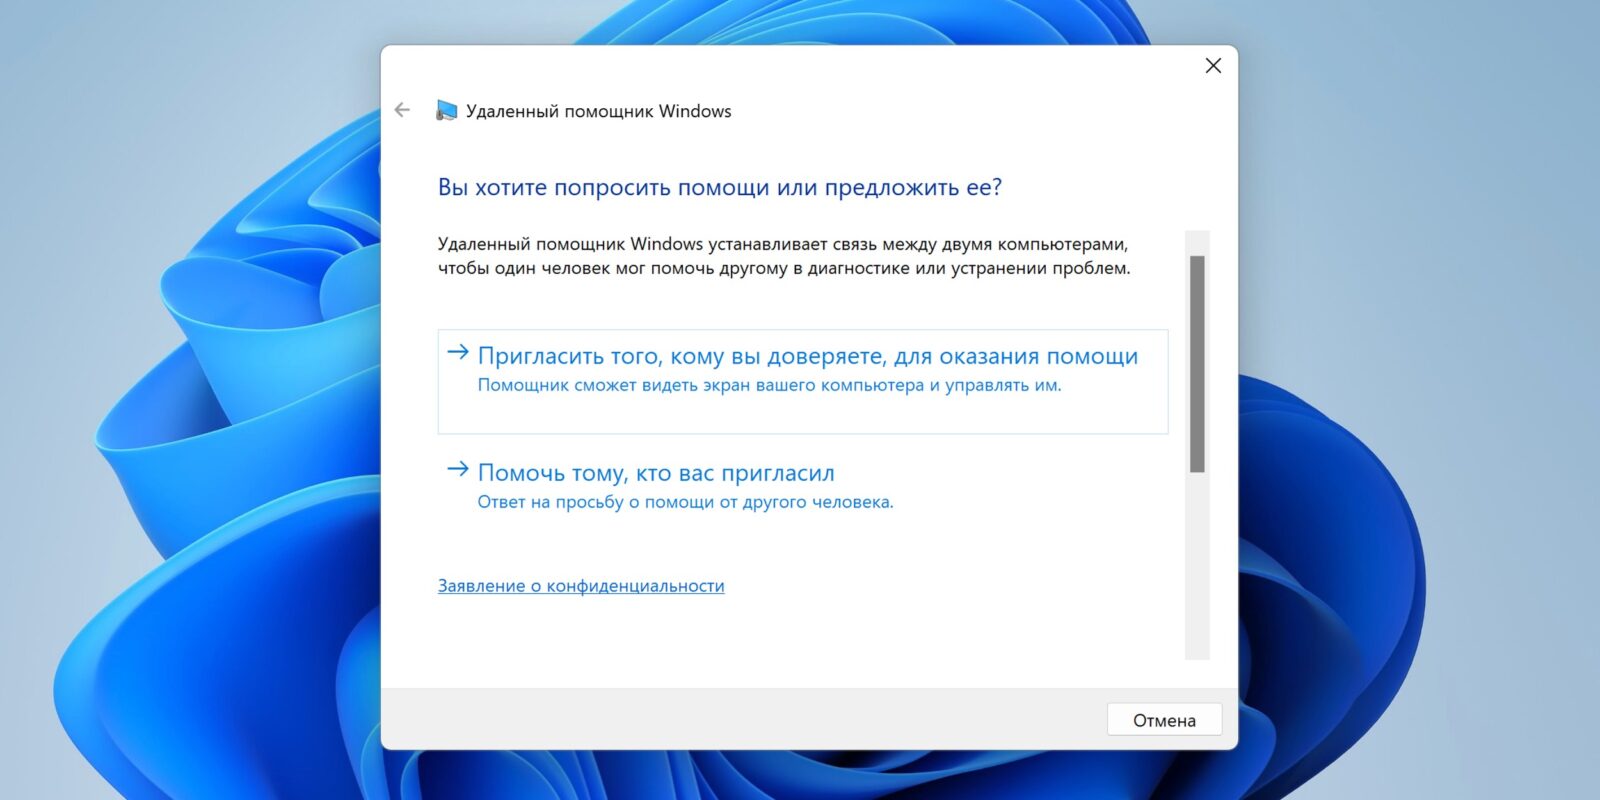 Удаленный помощник Windows
Вы хотите попросить помощи или предложить ее?
Удаленный помощник Windows устанавливает связь между двумя компьютерами,
чтобы один человек мог помочь другому в диагностике или устранении проблем.
Пригласить того, кому вы доверяете, для оказания помощи
Помощник сможет видеть экран вашего компьютера и управлять им.
Помочь тому, кто вас пригласил
Ответ на просьбу о помощи от другого человека.
Заявление о конфиденциальности
Отмена